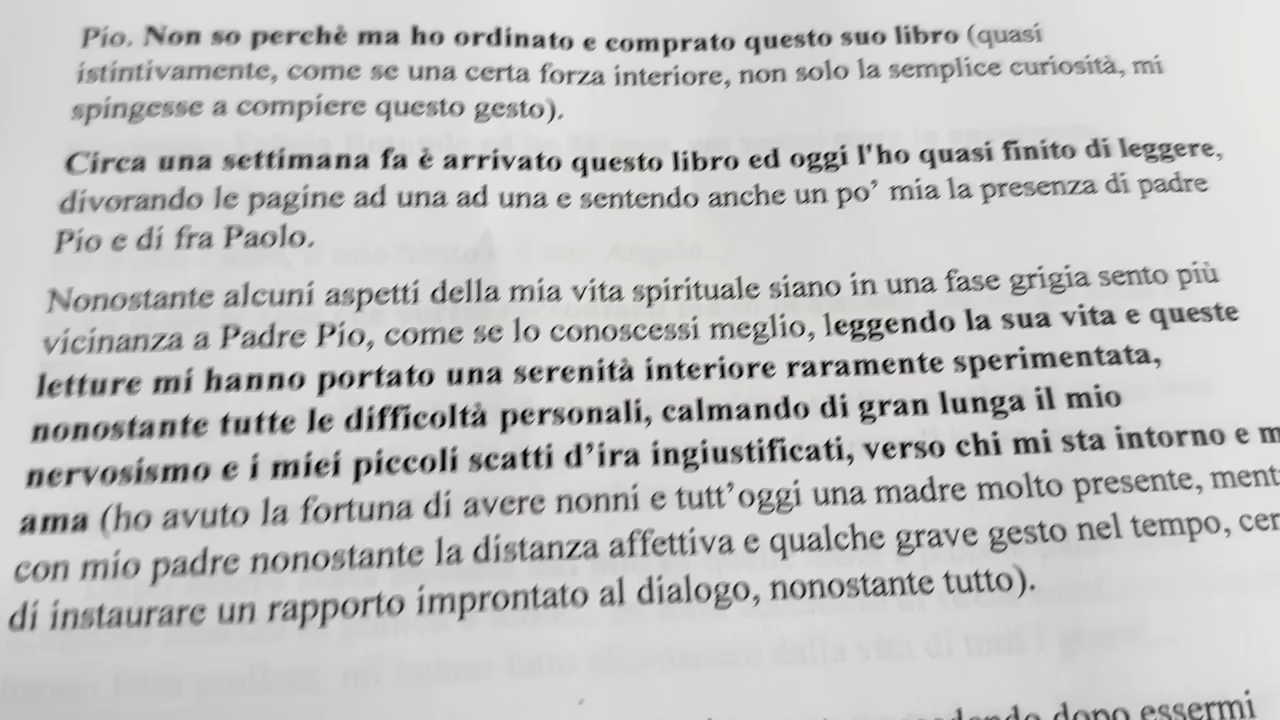 Pio. Non so perchè ma ho ordinato e comprato questo suo libro (quasi
istintivamente, come se una certa forza interiore, non solo la semplice curiosità, mi
spingesse a compiere questo gesto).
Circa una settimana fa è arrivato questo libro ed oggi l'ho quasi finito di leggere,
divorando le pagine ad una ad una e sentendo anche un po’ mia la presenza di padre
Pio e di fra Paolo.
Nonostante alcuni aspetti della mia vita spirituale siano in una fase grigia sento più
vicinanza a Padre Pio, come se lo conoscessi meglio, leggendo la sua vita e queste
letture mi hanno portato una serenità interiore raramente sperimentata,
nonostante tutte le difficoltà personali, calmando di gran lunga il mio
nervosismo e i miei piccoli scatti d’ira ingiustificati, verso chi mi sta intorno e m
ama (ho avuto la fortuna di avere nonni e tutt’oggi una madre molto presente, ment
con mio padre nonostante la distanza affettiva e qualche grave gesto nel tempo, cer
di instaurare un rapporto improntato al dialogo, nonostante tutto).
dopo essermi